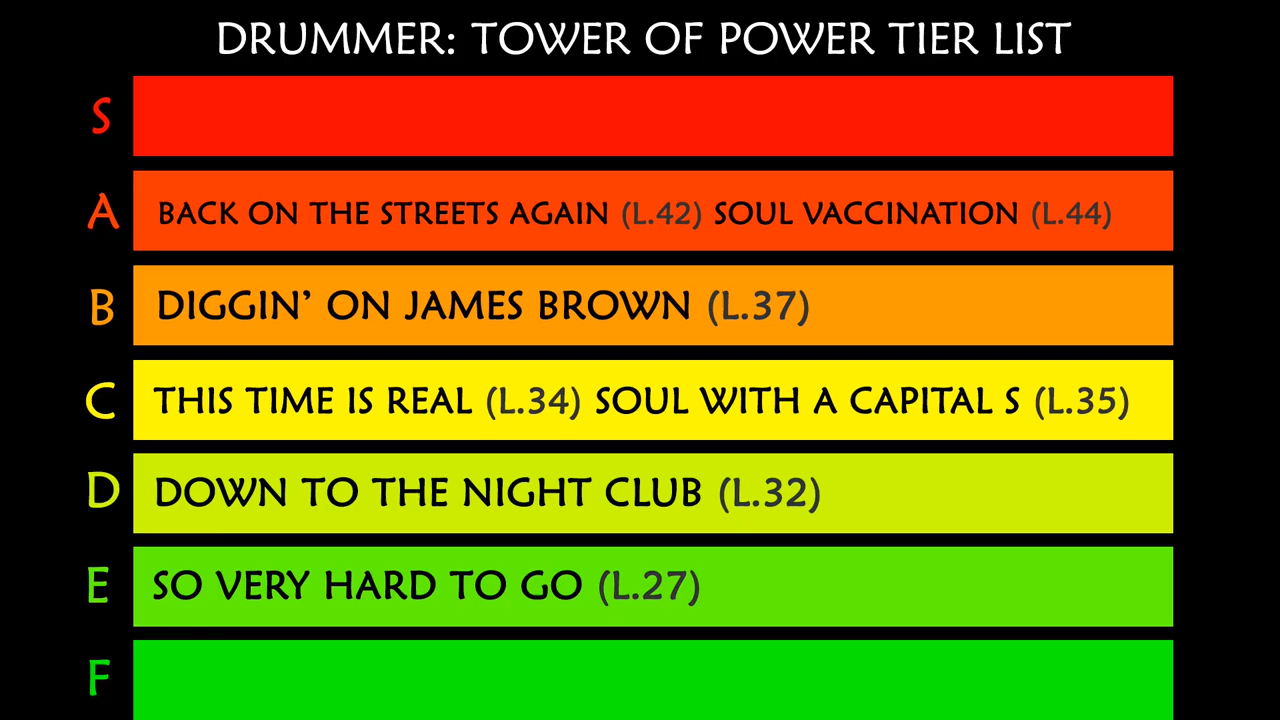 DRUMMER: TOWER OF POWER TIER LIST
S
A BACK ON THE STREETS AGAIN (L.42) SOUL VACCINATION (L.44)
B DIGGIN' ON JAMES BROWN (L.37)
C THIS TIME IS REAL (L.34) SOUL WITH A CAPITAL S (L.35)
D DOWN TO THE NIGHT CLUB (L.32)
E SO VERY HARD TO GO (L.27)
F